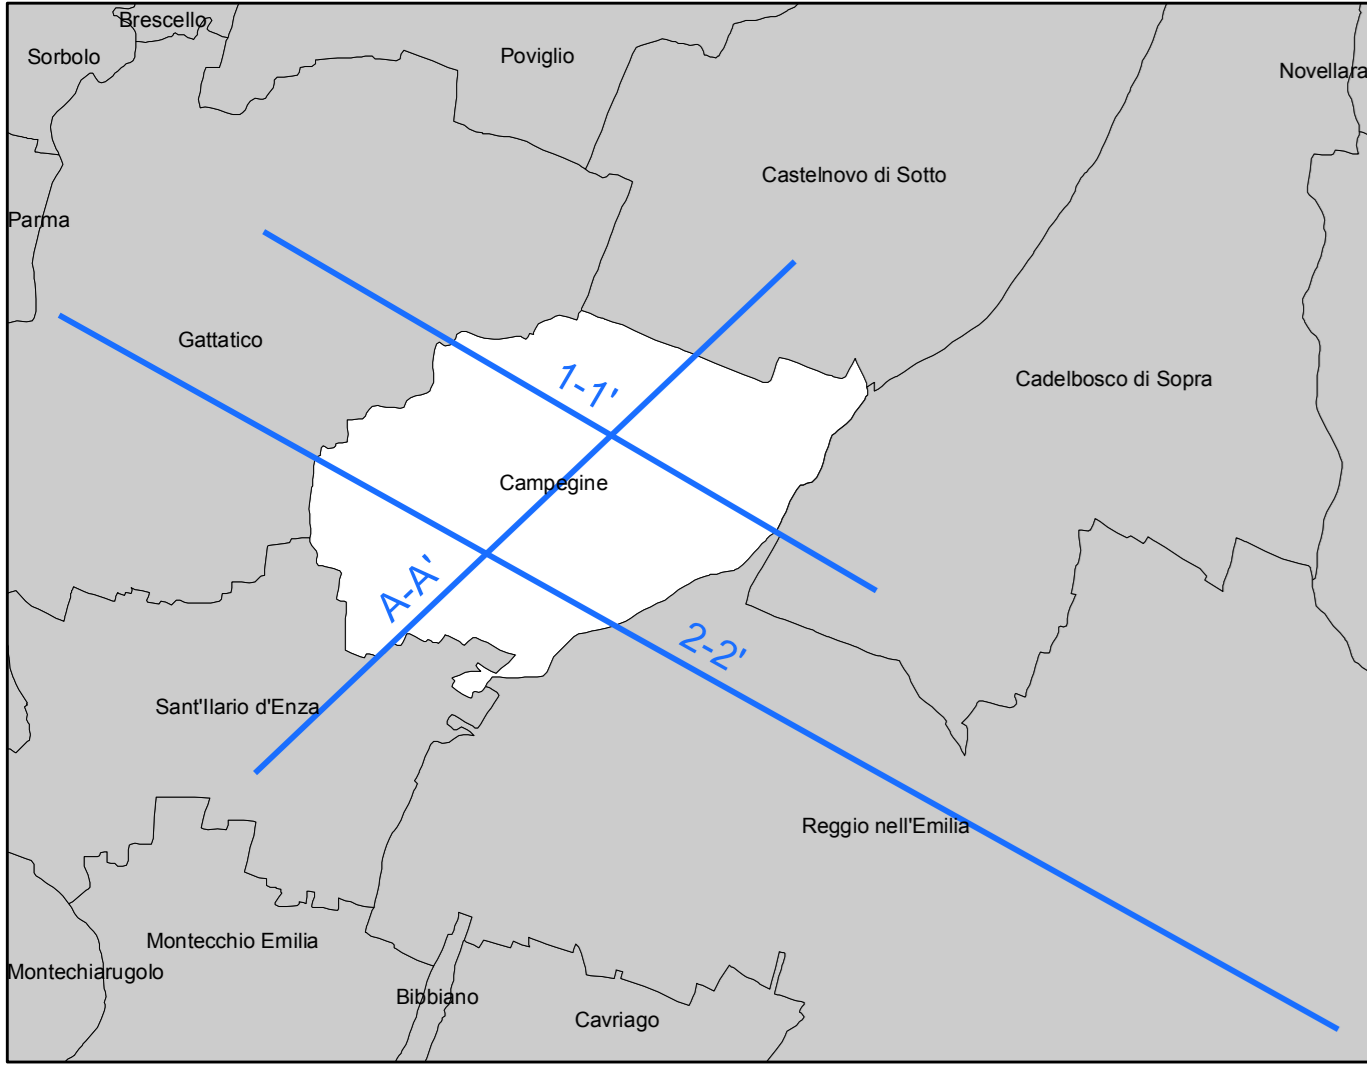 Brescello
Sorbolo
Poviglio
Novellara
Castelnovo di Sotto
Parma
Gattatico
1-1'
Cadelbosco di Sopra
Campegine
A-A'
2-2'
Sant'Ilario d'Enza
Reggio nell'Emilia
Montecchio Emilia
Montechiarugolo
Bibbiano
Cavriago